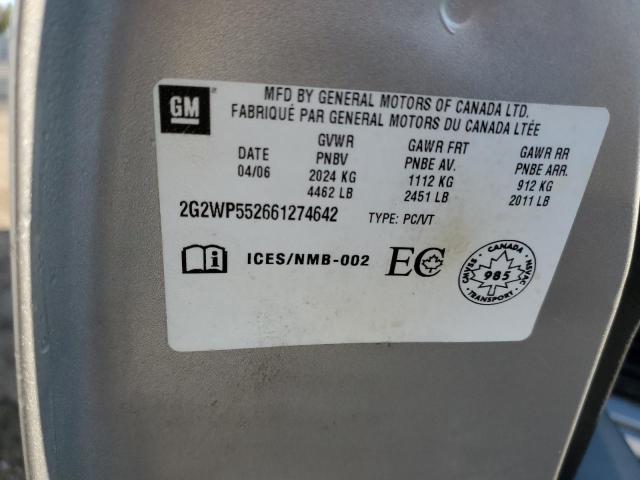 GM
MFD BY GENERAL MOTORS OF CANADA LTD.
FABRIQUÉ PAR GENERAL MOTORS DU CANADA LTÉE
GVWR GAWR FRT GAWR RR
DATE PNBV PNBE AV. PNBE ARR.
04/06 2024 KG 1112 KG 912 KG
4462 LB 2451 LB 2011 LB
2G2WP552661274642 TYPE: PC/VT
i ICES/NMB-002 EC
CANADA
CMVSS 985 NSVAC
TRANSPORT